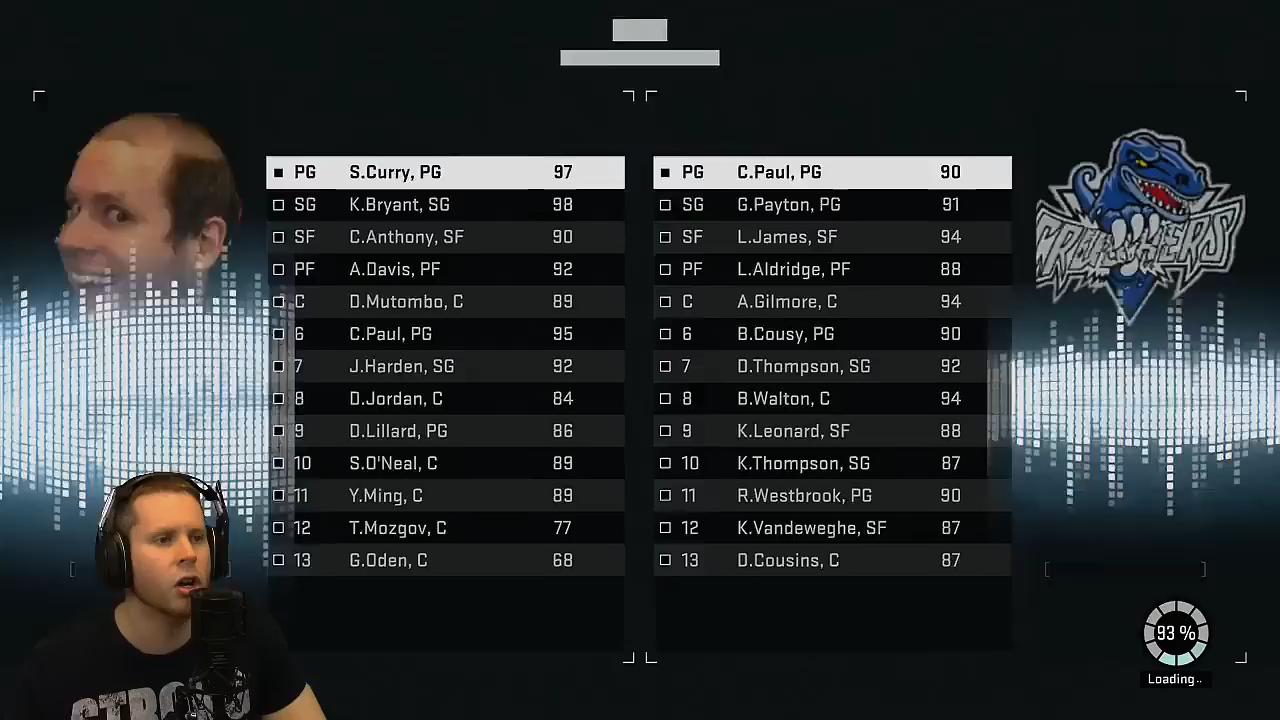 PG S.Curry, PG 97
SG K.Bryant, SG 98
SF C.Anthony, SF 90
PF A.Davis, PF 92
C D.Mutombo, C 89
6 C.Paul, PG 95
7 J.Harden, SG 92
8 D.Jordan, C 84
9 D.Lillard, PG 86
10 S.O'Neal, C 89
11 Y.Ming, C 89
12 T.Mozgov, C 77
13 G.Oden, C 68
PG C.Paul, PG 90
SG G.Payton, PG 91
SF L.James, SF 94
PF L.Aldridge, PF 88
C A.Gilmore, C 94
6 B.Cousy, PG 90
7 D.Thompson, SG 92
8 B.Walton, C 94
9 K.Leonard, SF 88
10 K.Thompson, SG 87
11 R.Westbrook, PG 90
12 K.Vandeweghe, SF 87
13 D.Cousins, C 87
93 %
Loading..